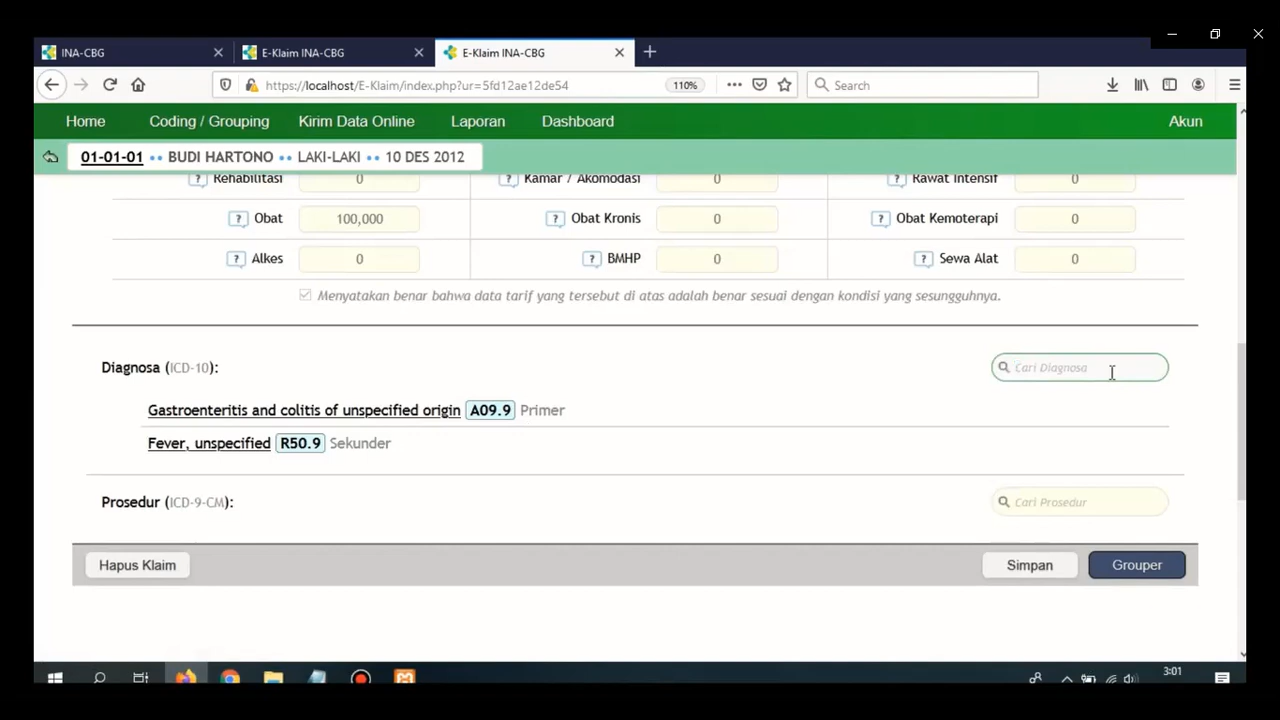 INA-CBG
E-Klaim INA-CBG
E-Klaim INA-CBG
https://localhost/E-Klaim/index.php?ur=5fd12ae12de54
110%
Search
Home
Coding / Grouping
Kirim Data Online
Laporan
Dashboard
Akun
01-01-01 •• BUDI HARTONO •• LAKI-LAKI •• 10 DES 2012
? Rehabilitasi 0 ? Kamar / Akomodasi 0 ? Rawat Intensif 0
? Obat 100,000 ? Obat Kronis 0 ? Obat Kemoterapi 0
? Alkes 0 ? BMHP 0 ? Sewa Alat 0
Menyatakan benar bahwa data tarif yang tersebut di atas adalah benar sesuai dengan kondisi yang sesungguhnya.
Diagnosa (ICD-10): Cari Diagnosa
Gastroenteritis and colitis of unspecified origin A09.9 Primer
Fever, unspecified R50.9 Sekunder
Prosedur (ICD-9-CM): Cari Prosedur
Hapus Klaim
Simpan
Grouper
3:01